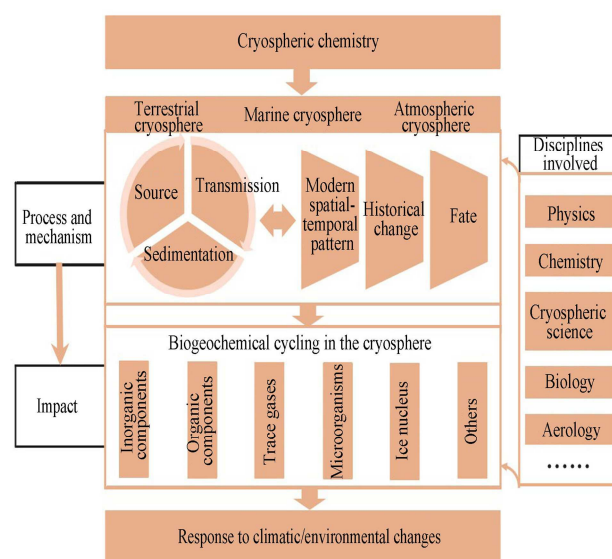 Cryospheric chemistry
Terrestrial
cryosphere
Marine cryosphere
Atmospheric
cryosphere
Source
Transmission
Sedimentation
Modern
spatial-
temporal
pattern
Historical
change
Fate
Process and
mechanism
Impact
Biogeochemical cycling in the cryosphere
Inorganic
components
Organic
components
Trace gases
Microorganisms
Ice nucleus
Others
Response to climatic/environmental changes
Disciplines
involved
Physics
Chemistry
Cryospheric
science
Biology
Aerology
······